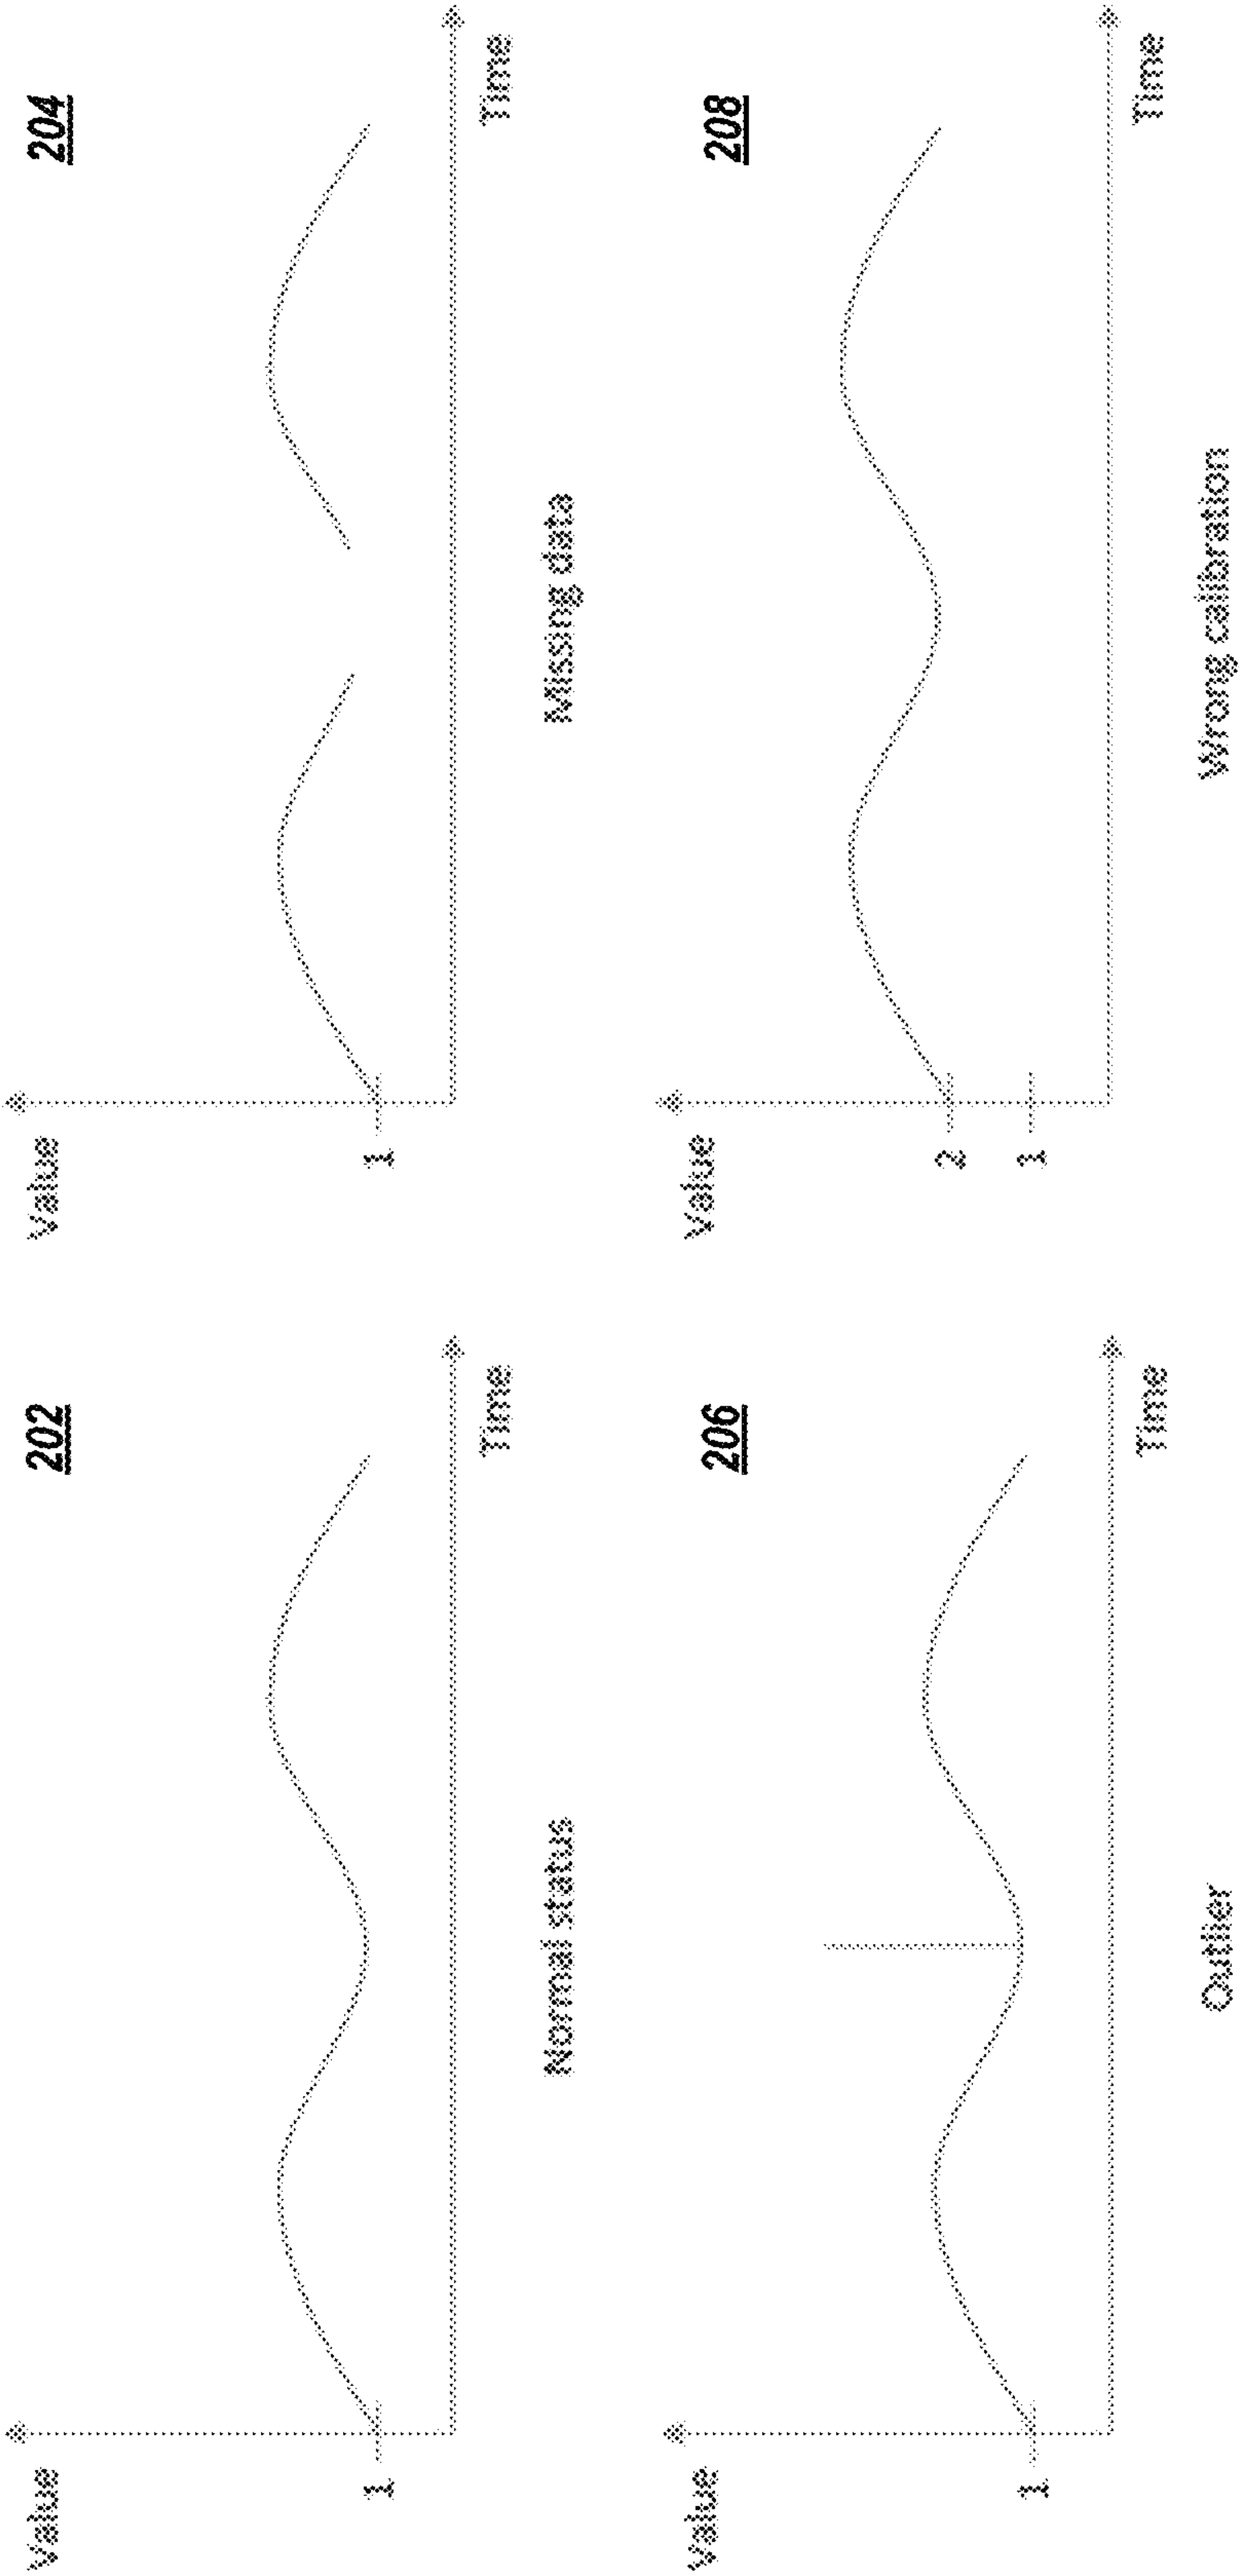 202
Value
1
Time
Normal status
204
Value
1
Time
Missing data
206
Value
1
Time
Outlier
208
Value
2
1
Time
Wrong calibration